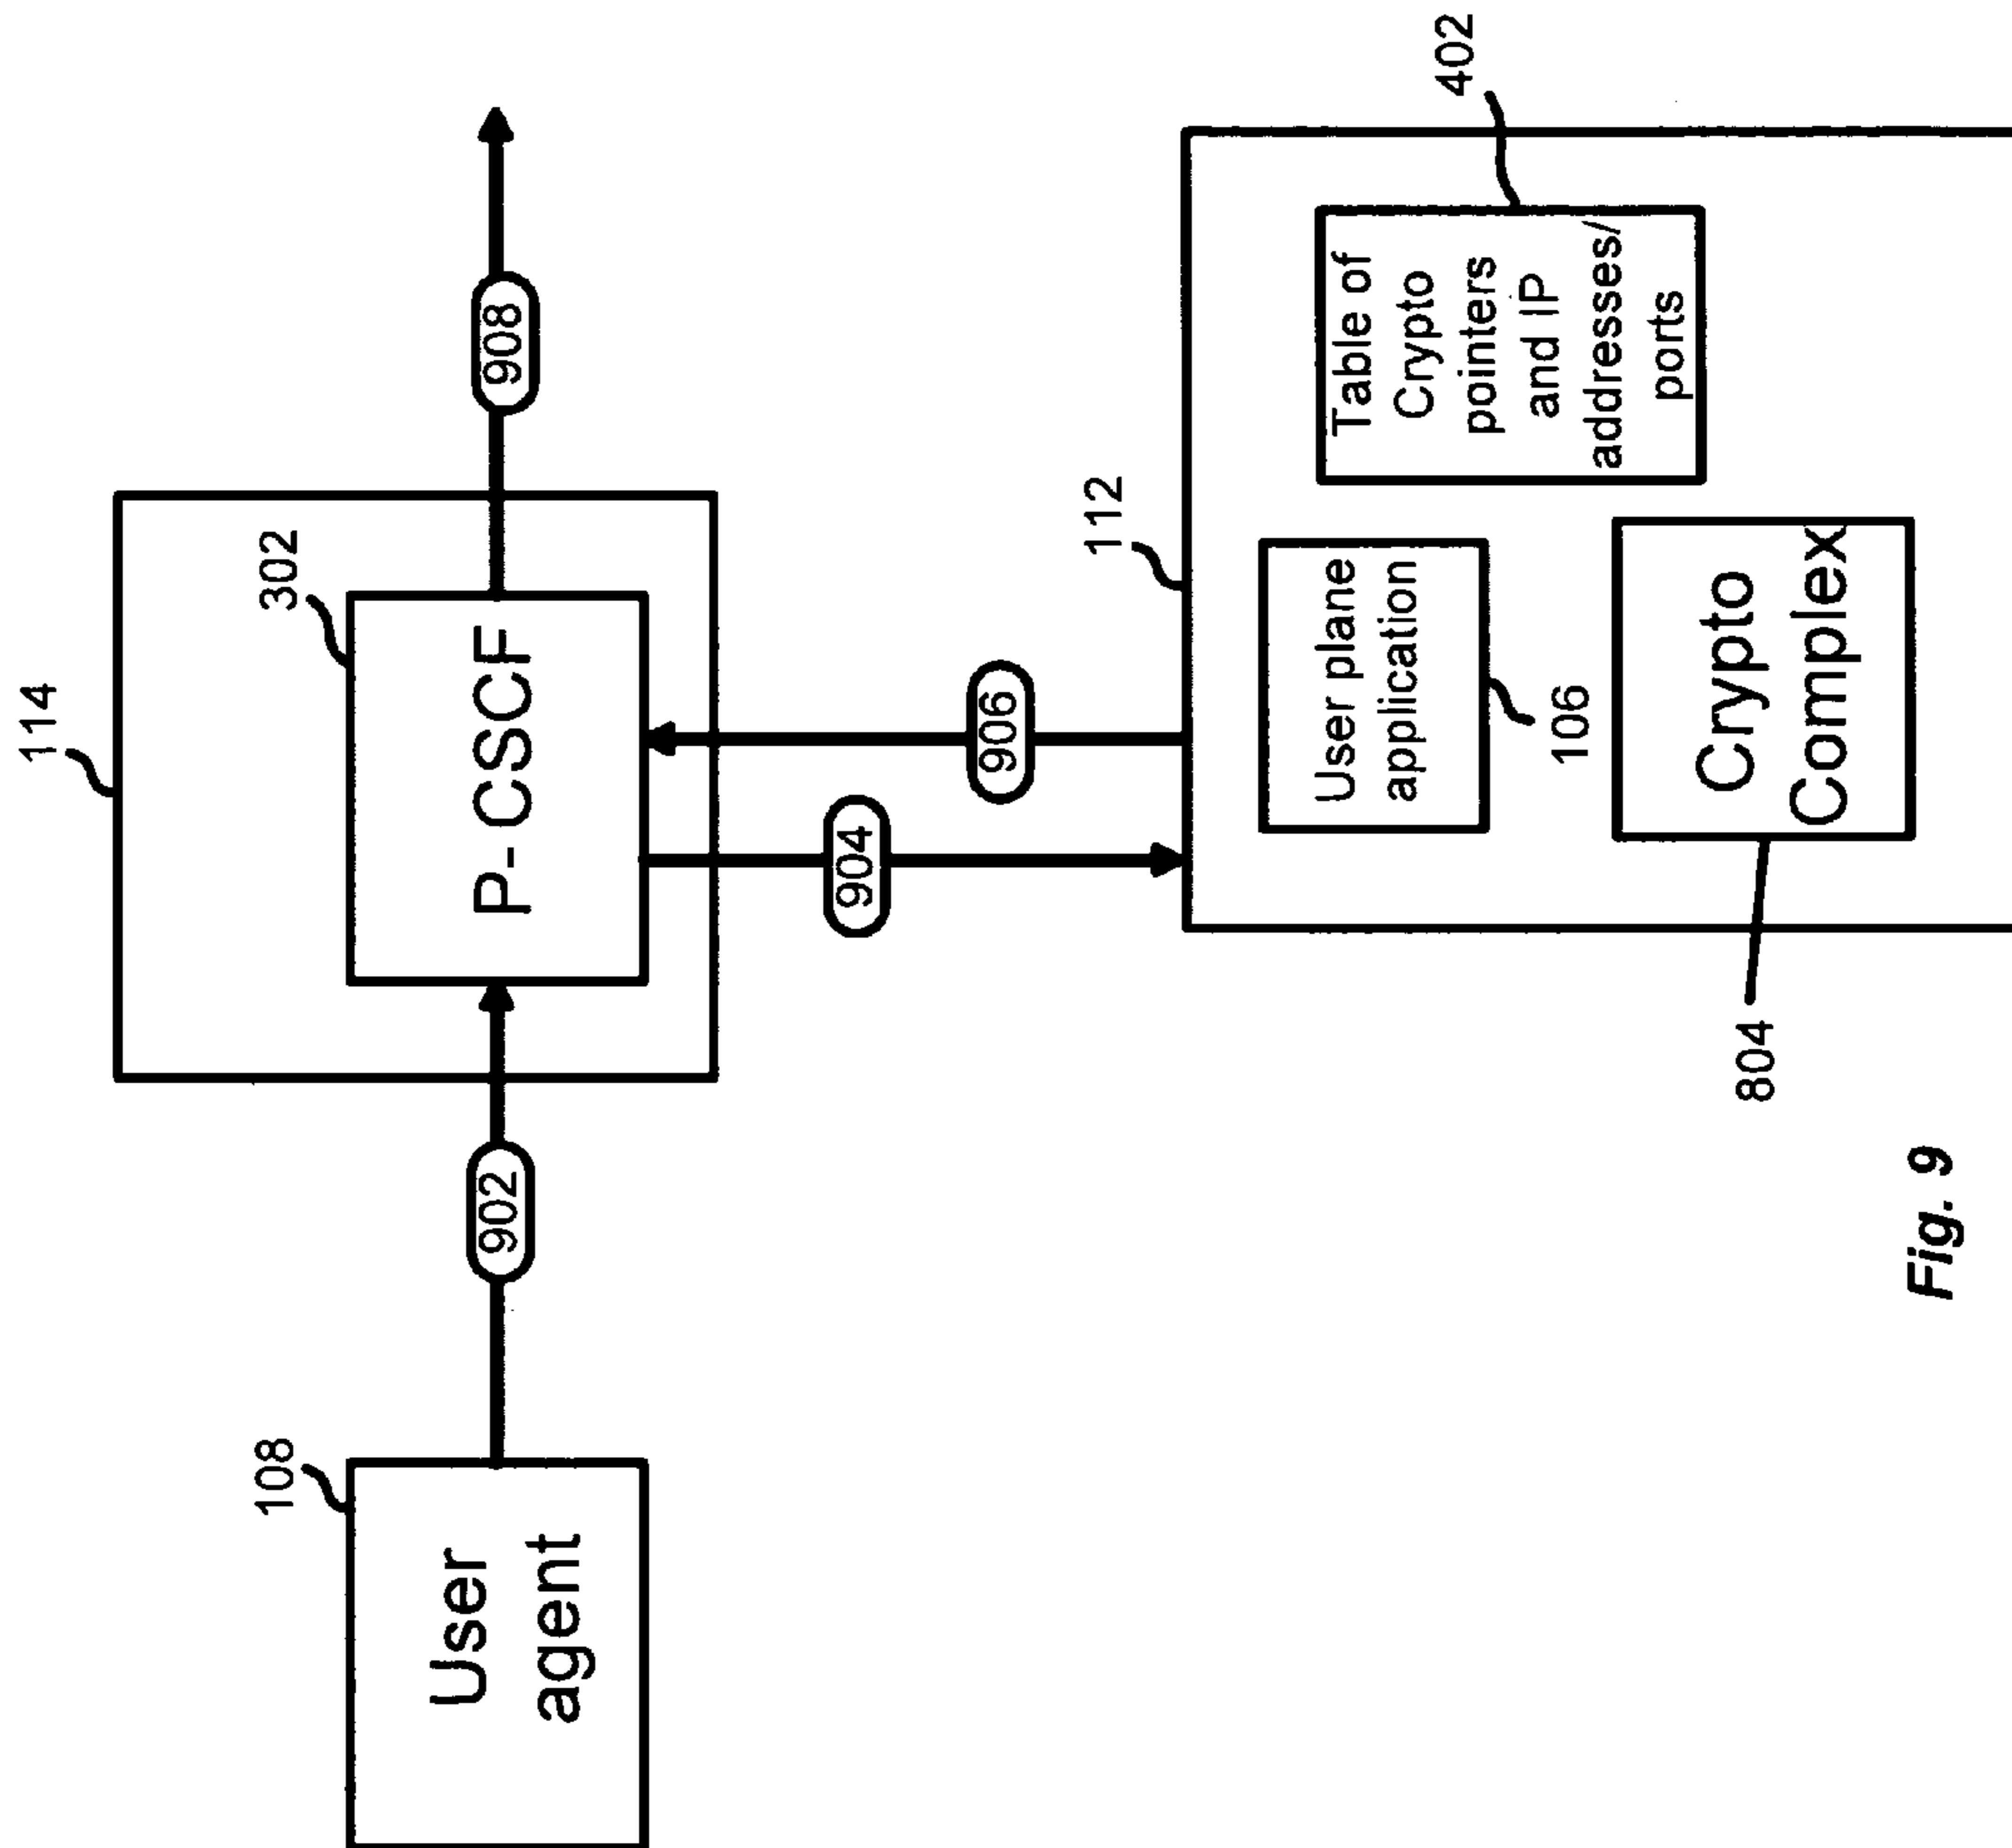 114
302
P-CSCF
908
108
User
agent
902
904
906
112
User plane
application
106
402
Table of
Crypto
pointers
and IP
addresses/
ports
Crypto
Complex
804
Fig. 9